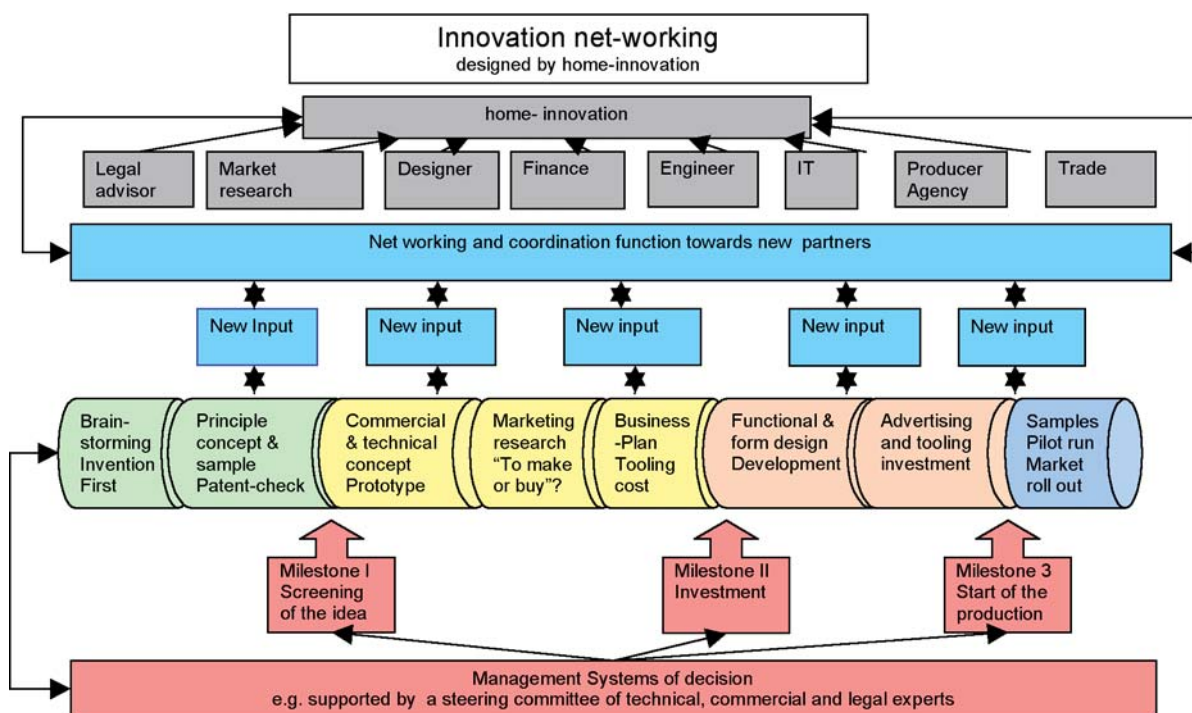 Innovation net-working
designed by home-innovation
home- innovation
Legal
advisor
Market
research
Designer
Finance
Engineer
IT
Producer
Agency
Trade
Net working and coordination function towards new partners
New Input
New input
New input
New input
New input
Brain-
storming
Invention
First
Principle
concept &
sample
Patent-check
Commercial
& technical
concept
Prototype
Marketing
research
“To make
or buy”?
Business
-Plan
Tooling
cost
Functional &
form design
Development
Advertising
and tooling
investment
Samples
Pilot run
Market
roll out
Milestone I
Screening
of the idea
Milestone II
Investment
Milestone 3
Start of the
production
Management Systems of decision
e.g. supported by a steering committee of technical, commercial and legal experts